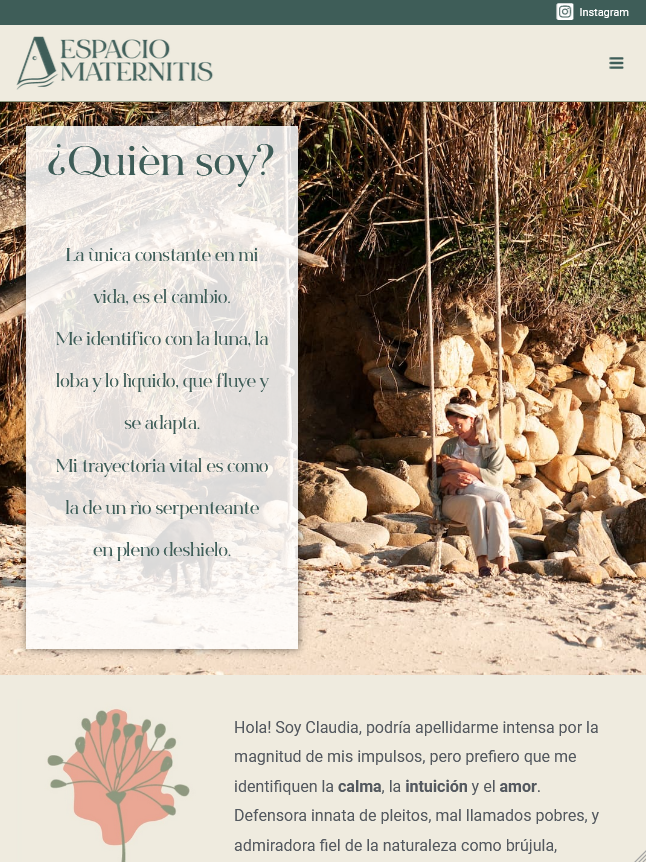 Instagram
ESPACIO
MATERNITIS
¿Quièn soy?
La ùnica constante en mi
vida, es el cambio.
Me identifico con la luna, la
loba y lo lìquido, que fluye y
se adapta.
Mi trayectoria vital es como
la de un rìo serpenteante
en pleno deshielo.
Hola! Soy Claudia, podría apellidarme intensa por la
magnitud de mis impulsos, pero prefiero que me
identifiquen la calma, la intuición y el amor.
Defensora innata de pleitos, mal llamados pobres, y
admiradora fiel de la naturaleza como brújula,